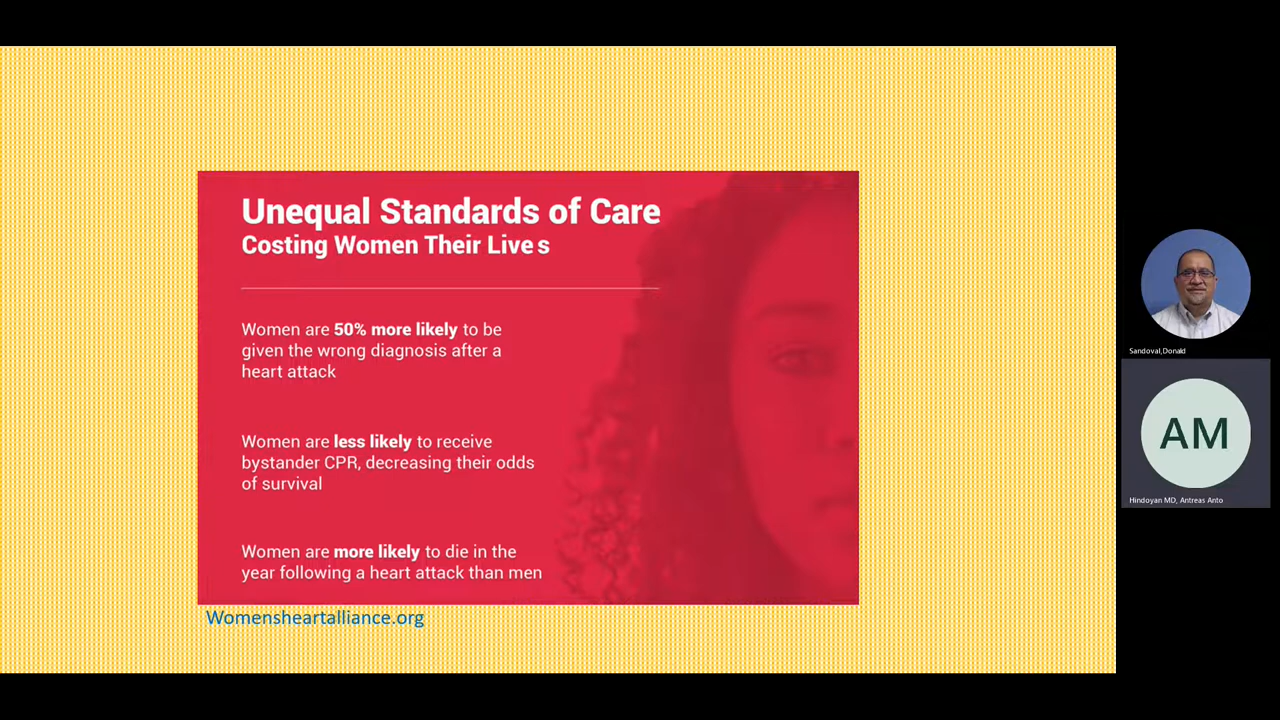 Unequal Standards of Care
Costing Women Their Lives
Women are 50% more likely to be
given the wrong diagnosis after a
heart attack
Women are less likely to receive
bystander CPR, decreasing their odds
of survival
Women are more likely to die in the
year following a heart attack than men
Womensheartalliance.org
Sandoval,Donald
AM
Hindoyan MD, Antreas Anto